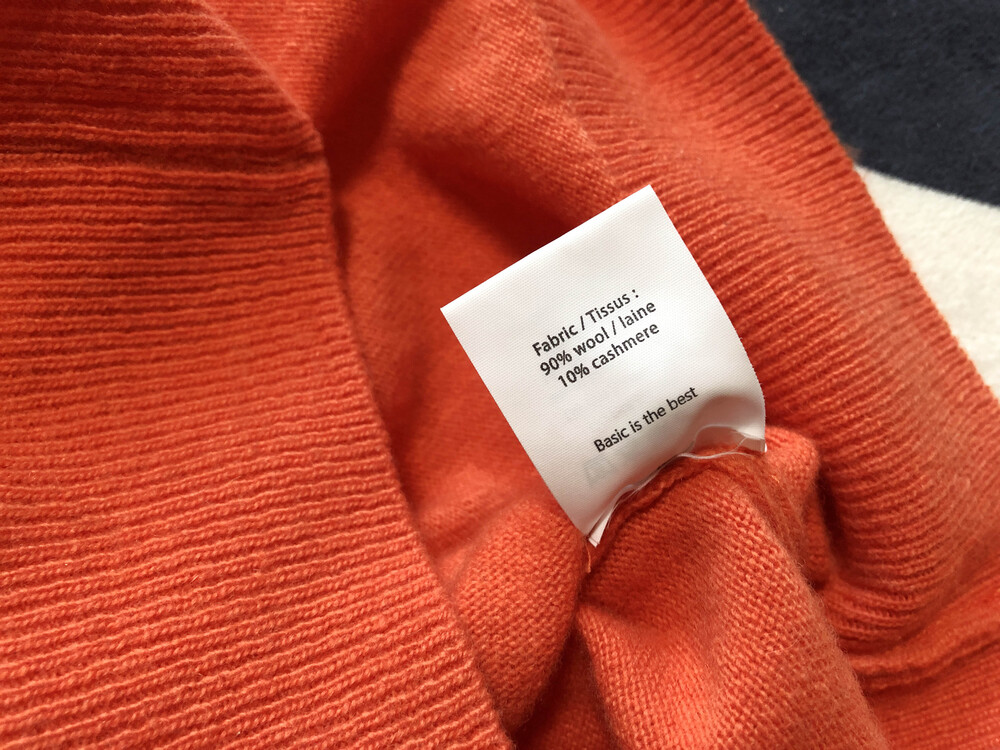 Fabric / Tissus :
90% wool / laine
10% cashmere
Basic is the best